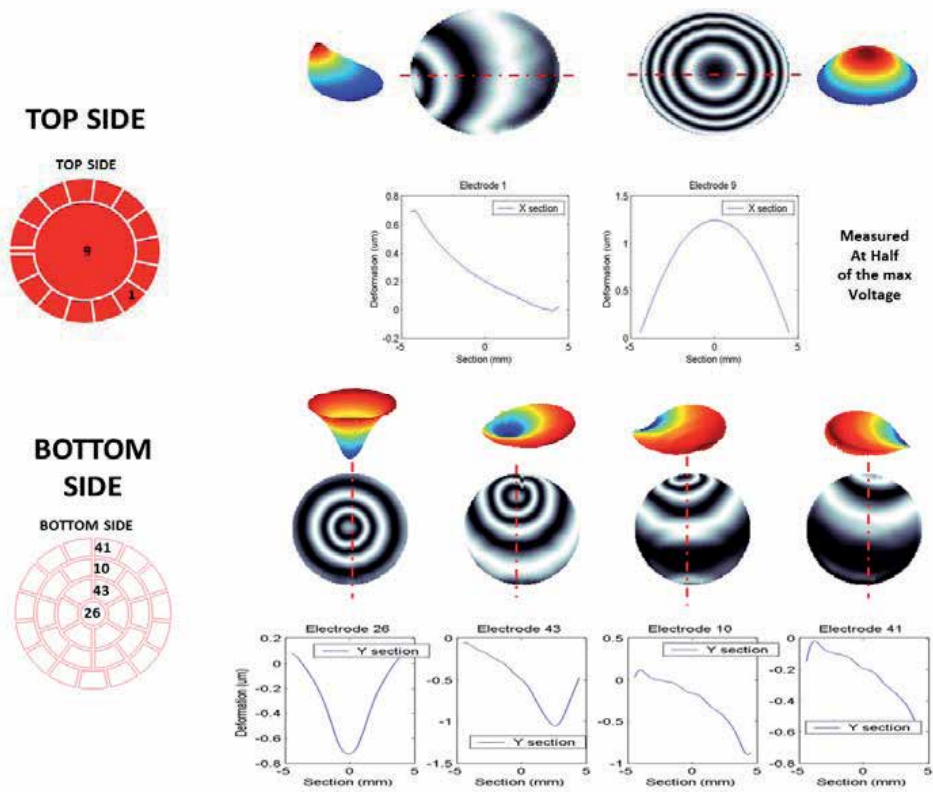 TOP SIDE
TOP SIDE
9
1
Electrode 1
X section
Deformation (um)
0.8
0.6
0.4
0.2
0
-0.2
-5
0
5
Section (mm)
Electrode 9
X section
Deformation (um)
1.5
1
0.5
0
-5
0
5
Section (mm)
Measured
At Half
of the max
Voltage
BOTTOM
SIDE
BOTTOM SIDE
41
10
43
26
Electrode 26
Y section
Deformation (um)
0.2
0
-0.2
-0.4
-0.6
-0.8
-5
0
5
Section (mm)
Electrode 43
Y section
0
-0.5
-1
-1.5
-5
0
5
Section (mm)
Electrode 10
Y section
0.5
0
-0.5
-1
-5
0
5
Section (mm)
Electrode 41
Y section
0
-0.2
-0.4
-0.6
-0.8
-5
0
5
Section (mm)